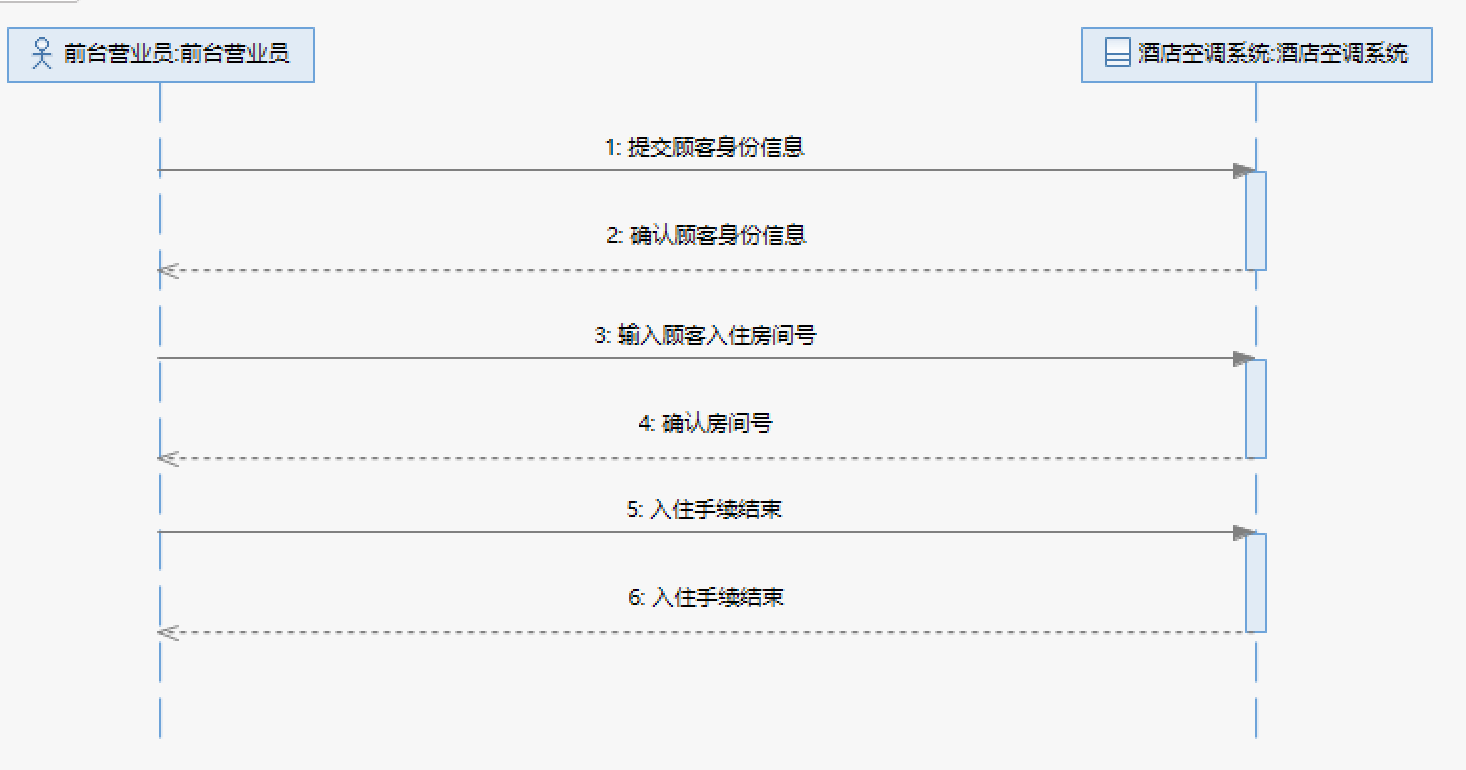 前台营业员:前台营业员
酒店空调系统:酒店空调系统
1: 提交顾客身份信息
2: 确认顾客身份信息
3: 输入顾客入住房间号
4: 确认房间号
5: 入住手续结束
6: 入住手续结束